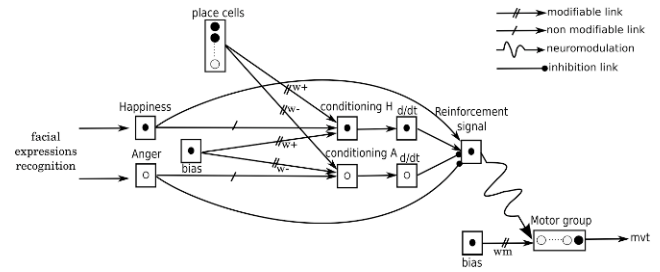 place cells
modifiable link
non modifiable link
neuromodulation
inhibition link
w+
w-
Happiness
conditioning H
d/dt
Reinforcement
signal
facial
expressions
recognition
Anger
bias
w+
w-
conditioning A
d/dt
Motor group
bias
wm
mvt